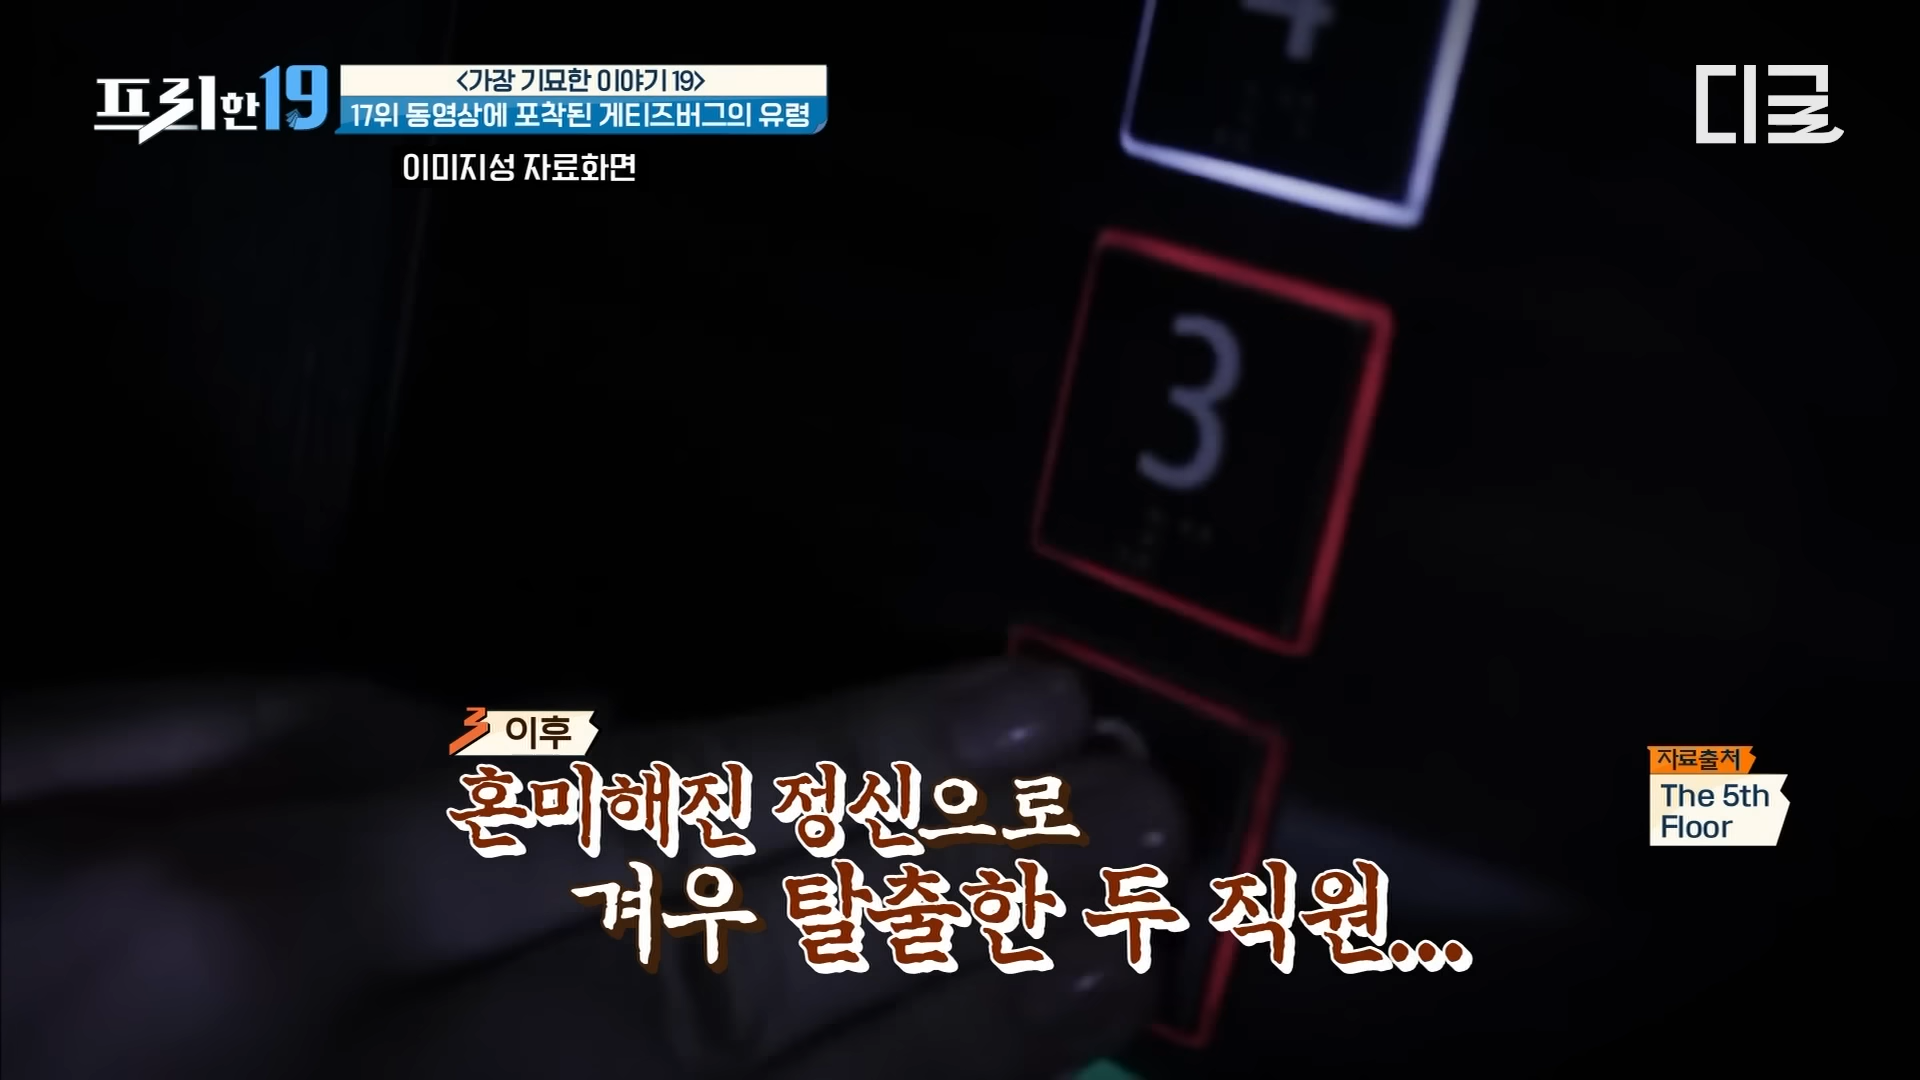 프리한19
<가장 기묘한 이야기 19>
17위 동영상에 포착된 게티즈버그의 유령
이미지성 자료화면
디글
4
3
이후
혼미해진 정신으로
겨우 탈출한 두 직원...
자료출처
The 5th
Floor